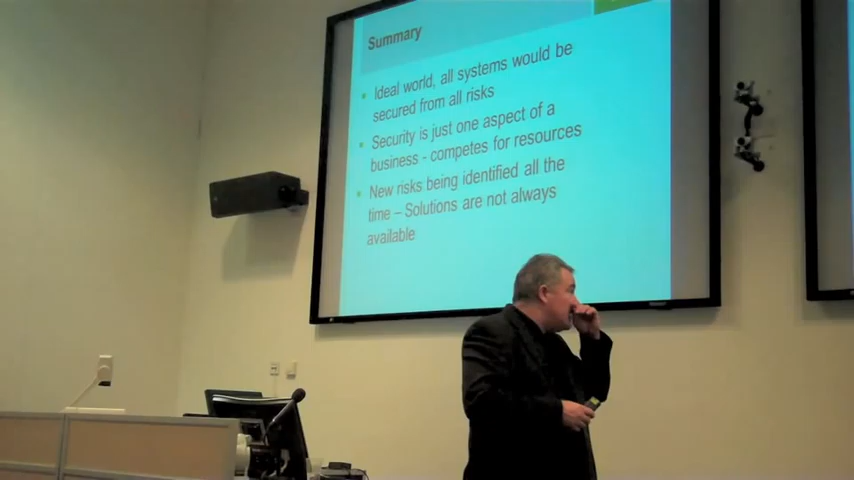 Summary
Ideal world, all systems would be
secured from all risks
Security is just one aspect of a
business - competes for resources
New risks being identified all the
time – Solutions are not always
available